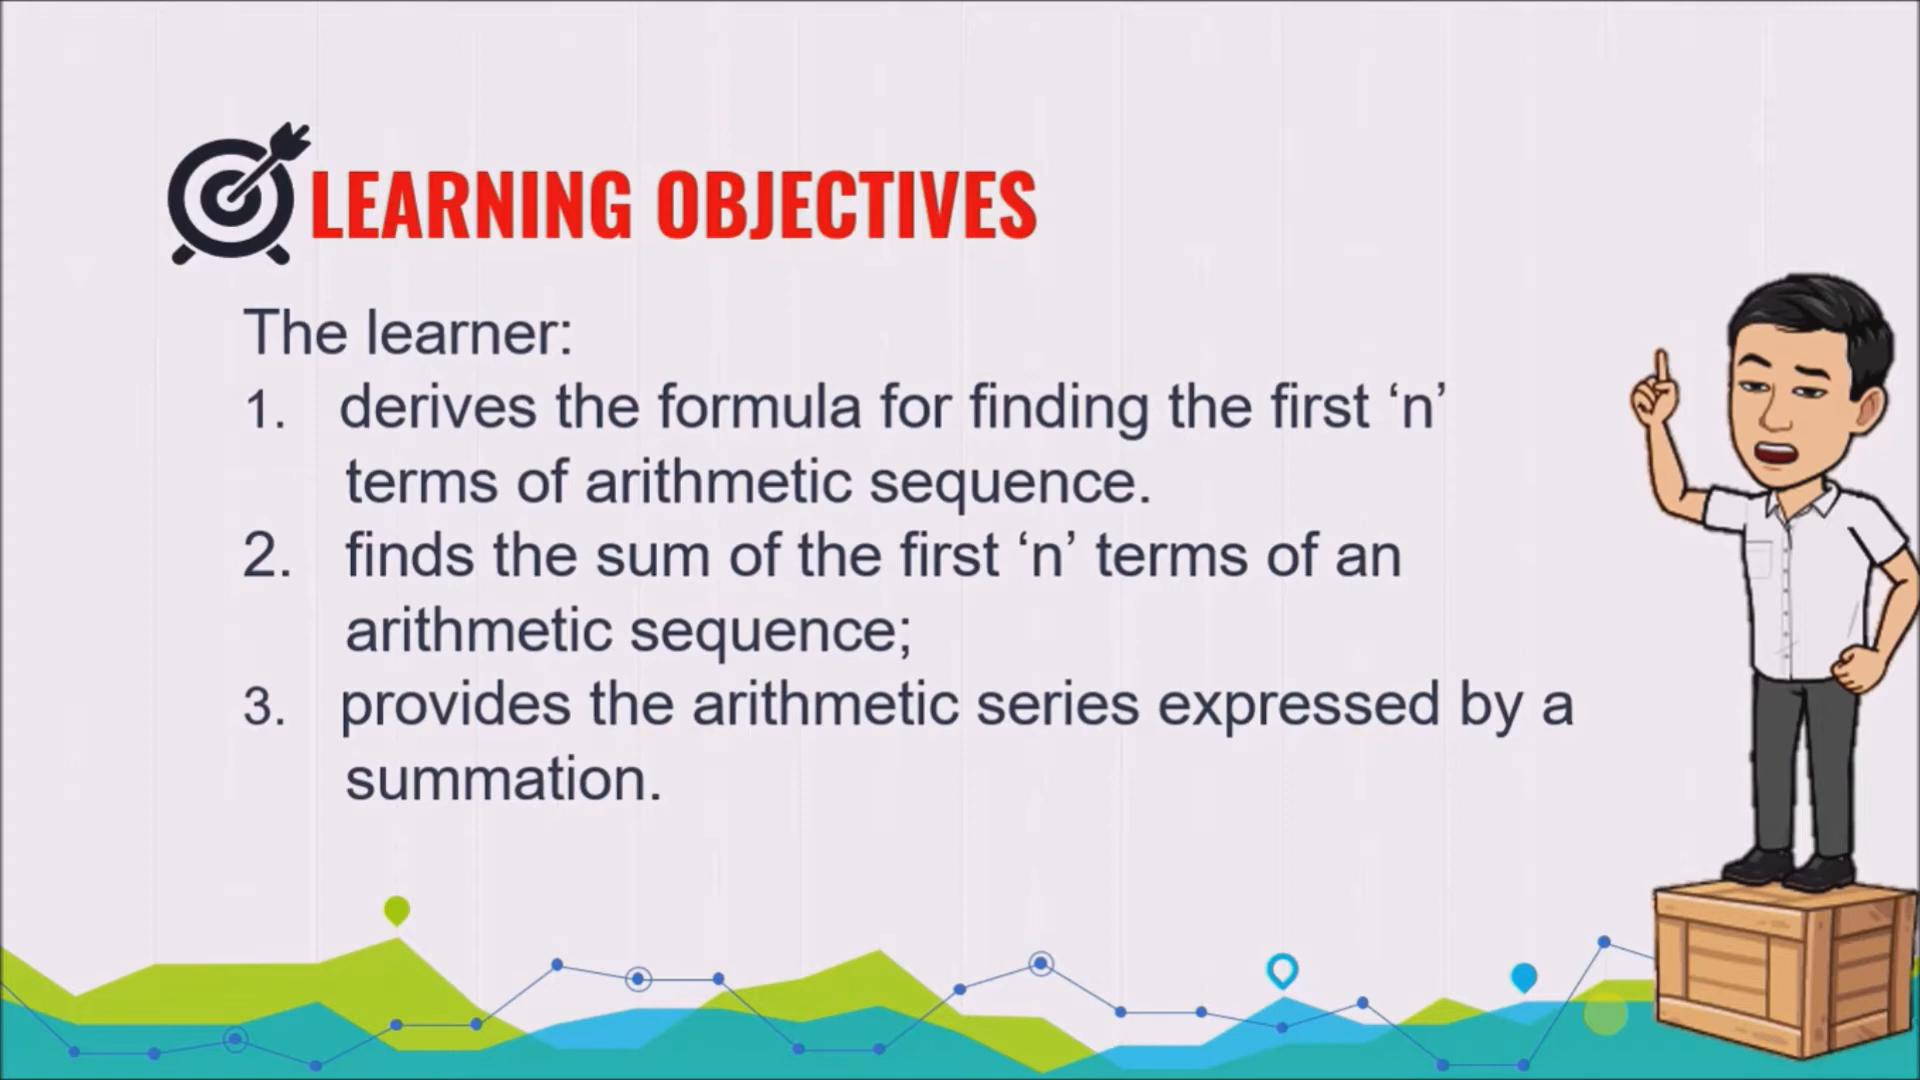 LEARNING OBJECTIVES
The learner:
1. derives the formula for finding the first ‘n’
terms of arithmetic sequence.
2. finds the sum of the first ‘n’ terms of an
arithmetic sequence;
3. provides the arithmetic series expressed by a
summation.